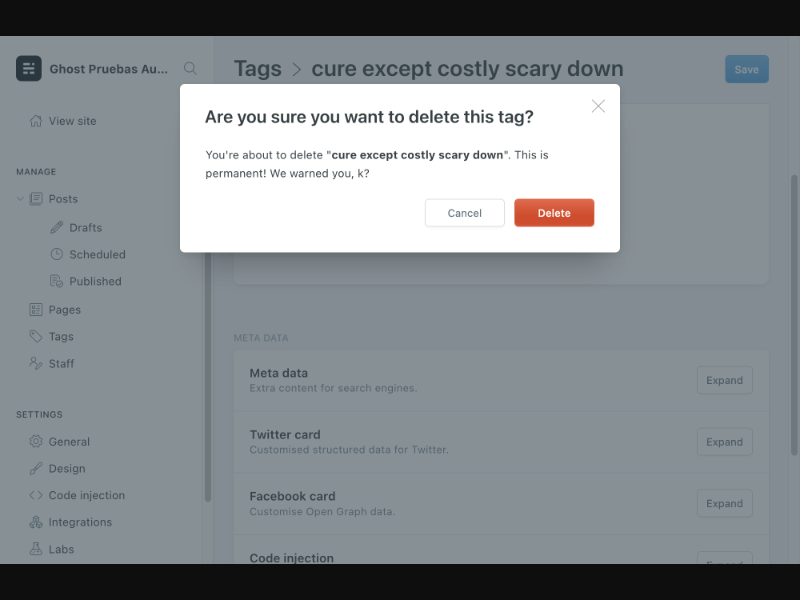 Ghost Pruebas Au...
View site
MANAGE
Posts
Drafts
Scheduled
Published
Pages
Tags
Staff
SETTINGS
General
Design
Code injection
Integrations
Labs
Tags > cure except costly scary down
Save
Are you sure you want to delete this tag?
You're about to delete "cure except costly scary down". This is
permanent! We warned you, k?
Cancel
Delete
META DATA
Meta data
Extra content for search engines.
Expand
Twitter card
Customised structured data for Twitter.
Expand
Facebook card
Customise Open Graph data.
Expand
Code injection
Expand